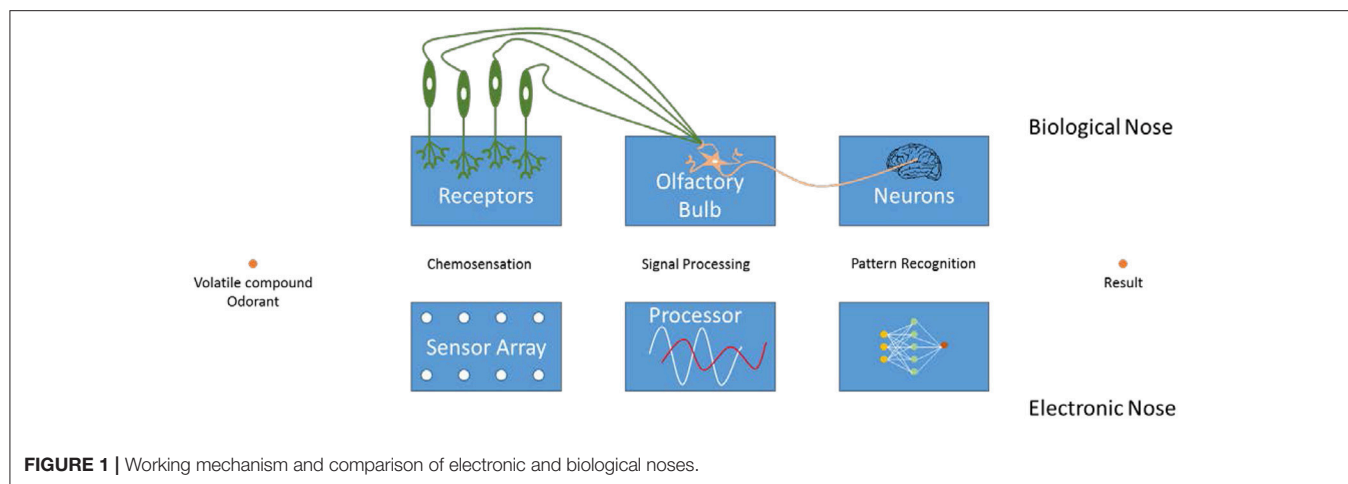 Biological Nose
Receptors
Olfactory
Bulb
Neurons
Volatile compound
Odorant
Chemosensation
Signal Processing
Pattern Recognition
Result
Sensor Array
Processor
Electronic Nose
FIGURE 1 | Working mechanism and comparison of electronic and biological noses.